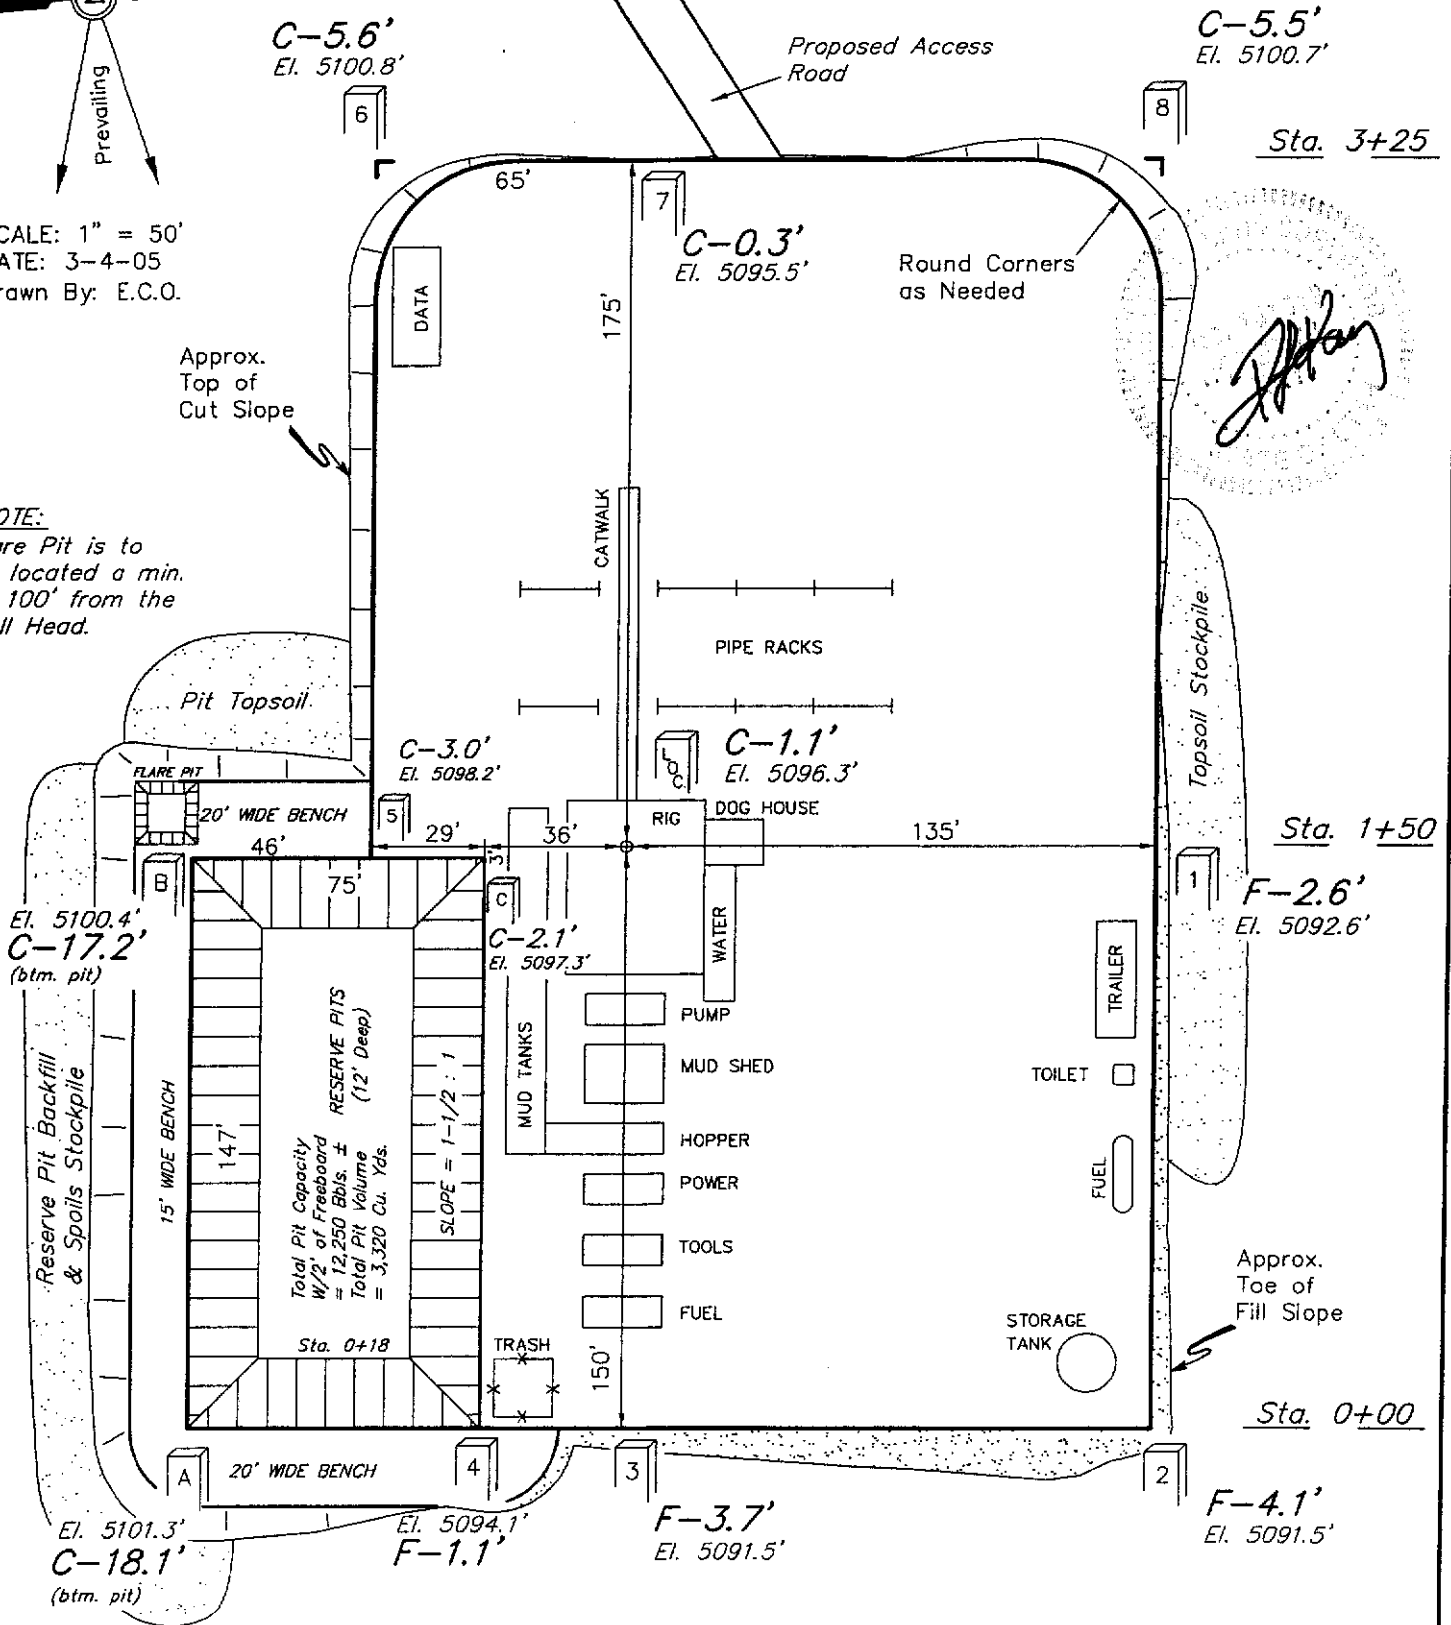 C-5.6'
El. 5100.8'
C-5.5'
El. 5100.7'
Proposed Access
Road
Prevailing
6
8
Sta. 3+25
65'
7
C-0.3'
El. 5095.5'
CALE: 1" = 50'
ATE: 3-4-05
rawn By: E.C.O.
Round Corners
as Needed
DATA
175'
Approx.
Top of
Cut Slope
CATWALK
OTE:
are Pit is to
located a min.
100' from the
ll Head.
PIPE RACKS
Topsoil Stockpile
Pit Topsoil
C-3.0'
El. 5098.2'
LOC.
C-1.1'
El. 5096.3'
FLARE PIT
20' WIDE BENCH
5
RIG
DOG HOUSE
29'
36'
135'
Sta. 1+50
46'
3'
B
75'
C
1
El. 5100.4'
C-17.2'
(btm. pit)
F-2.6'
El. 5092.6'
C-2.1'
El. 5097.3'
WATER
TRAILER
PUMP
RESERVE PITS
(12' Deep)
MUD TANKS
MUD SHED
TOILET
Reserve Pit Backfill
& Spoils Stockpile
15' WIDE BENCH
147'
Total Pit Capacity
W/2' of Freeboard
= 12,250 Bbls. ±
Total Pit Volume
= 3,320 Cu. Yds.
SLOPE = 1-1/2 : 1
HOPPER
POWER
FUEL
TOOLS
Approx.
Toe of
Fill Slope
FUEL
STORAGE
TANK
Sta. 0+18
TRASH
150'
Sta. 0+00
A
20' WIDE BENCH
4
3
2
El. 5101.3'
C-18.1'
(btm. pit)
El. 5094.1'
F-1.1'
F-3.7'
El. 5091.5'
F-4.1'
El. 5091.5'